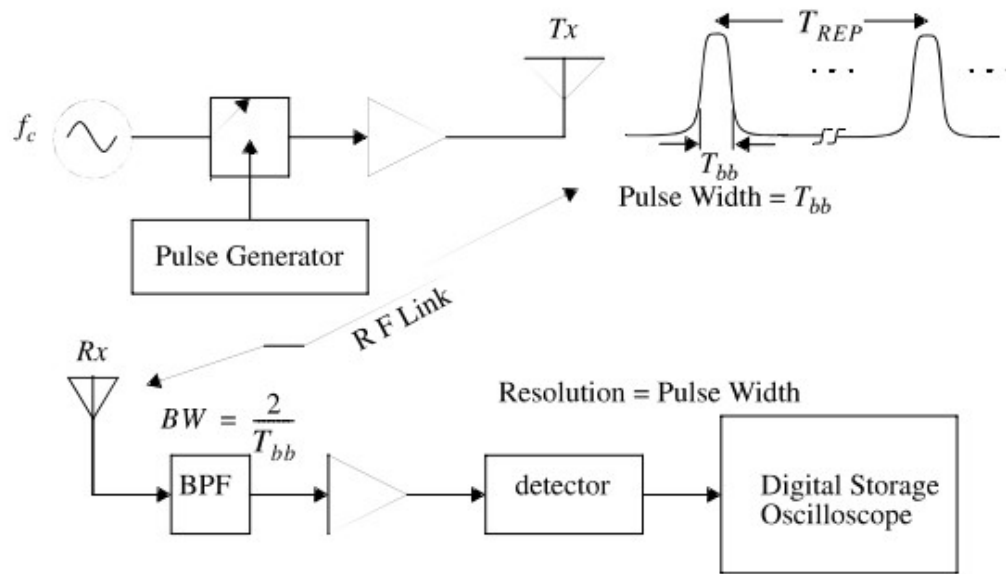 Tx
T_REP
f_c
T_bb
Pulse Width = T_bb
Pulse Generator
R F Link
Rx
Resolution = Pulse Width
BW = 2/T_bb
BPF
detector
Digital Storage
Oscilloscope